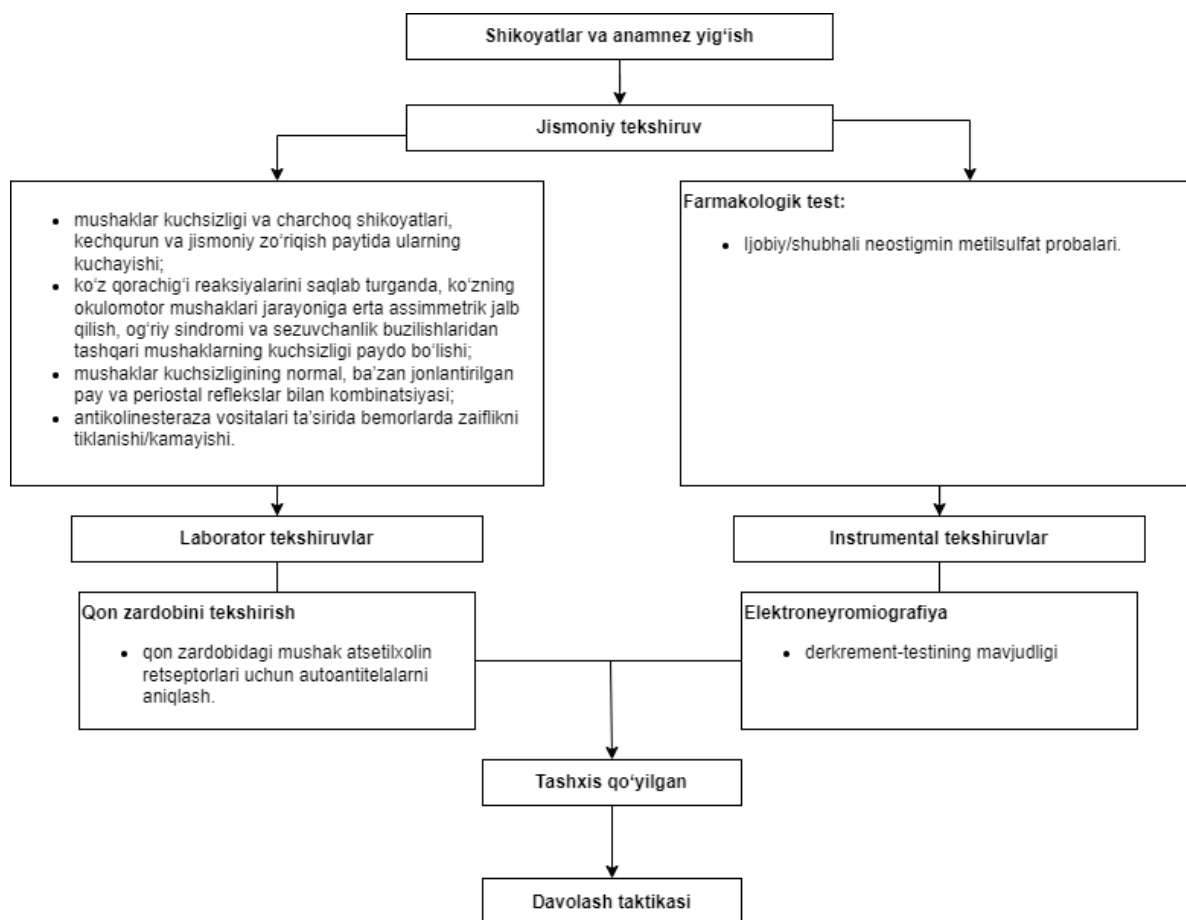 Shikoyatlar va anamnez yig‘ish
Jismoniy tekshiruv
• mushaklar kuchsizligi va charchoq shikoyatlari,
kechqurun va jismoniy zo‘riqish paytida ularning
kuchayishi;
• ko‘z qorachig‘i reaksiyalarini saqlab turganda, ko‘zning
okulomotor mushaklari jarayoniga erta assimmetrik jalb
qilish, og‘riy sindromi va sezuvchanlik buzilishlaridan
tashqari mushaklarning kuchsizligi paydo bo‘lishi;
• mushaklar kuchsizligining normal, ba’zan jonlantirilgan
pay va periostal reflekslar bilan kombinatsiyasi;
• antikolinesteraza vositalari ta’sirida bemorlarda zaiflikni
tiklanishi/kamayishi.
Farmakologik test:
• Ijobiy/shubhali neostigmin metilsulfat probalari.
Laborator tekshiruvlar
Instrumental tekshiruvlar
Qon zardobini tekshirish
• qon zardobidagi mushak atsetilxolin
retseptorlari uchun autoantitelalarni
aniqlash.
Elektroneyromiografiya
• derkrement-testining mavjudligi
Tashxis qo‘yilgan
Davolash taktikasi